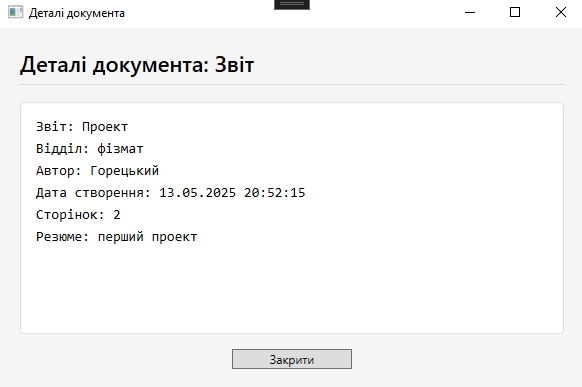 Деталі документа
Деталі документа: Звіт
Звіт: Проект
Відділ: фізмат
Автор: Горецький
Дата створення: 13.05.2025 20:52:15
Сторінок: 2
Резюме: перший проект
Закрити